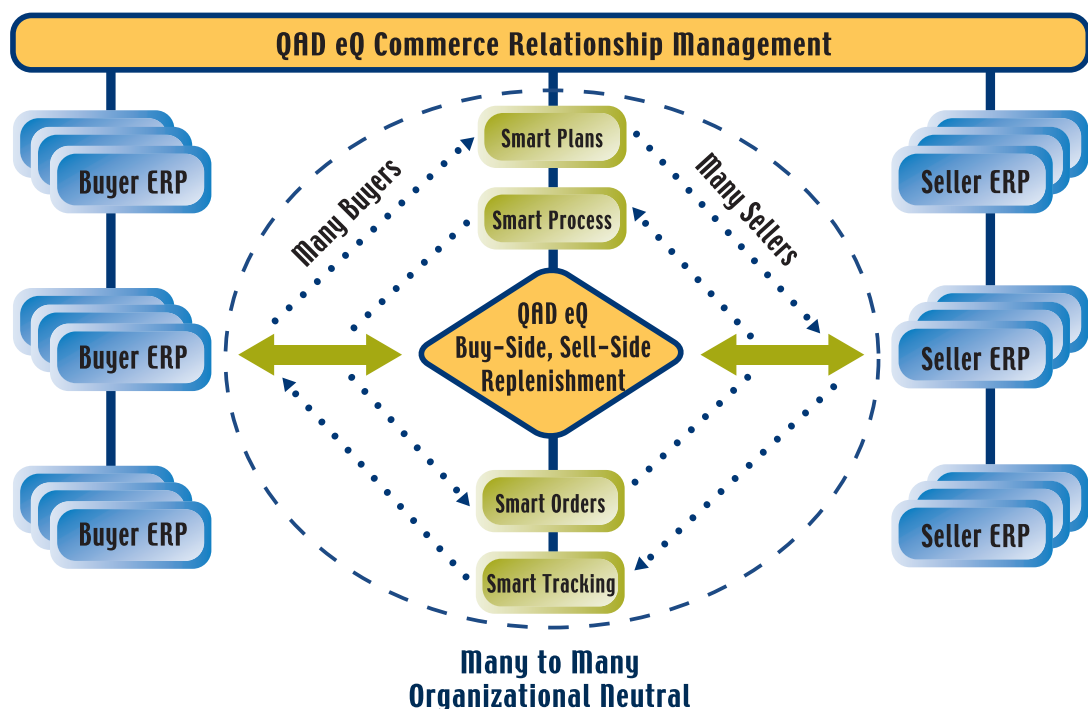 QAD eQ Commerce Relationship Management
Buyer ERP
Many Buyers
Smart Plans
Many Sellers
Seller ERP
Smart Process
Buyer ERP
QAD eQ
Buy-Side, Sell-Side
Replenishment
Seller ERP
Buyer ERP
Smart Orders
Seller ERP
Smart Tracking
Many to Many
Organizational Neutral